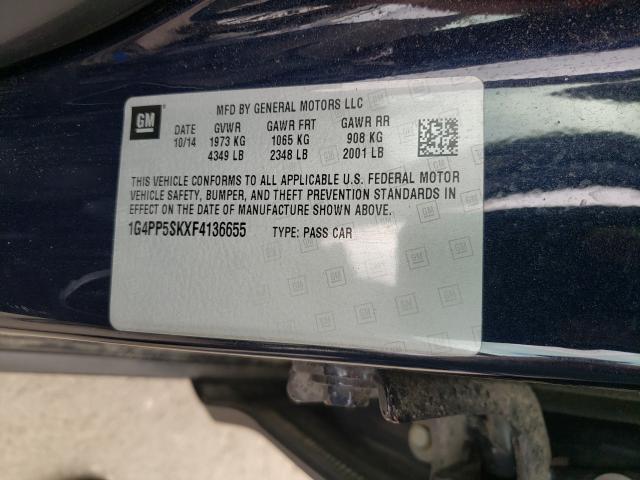 GM
MFD BY GENERAL MOTORS LLC
DATE GVWR GAWR FRT GAWR RR
10/14 1973 KG 1065 KG 908 KG
4349 LB 2348 LB 2001 LB
THIS VEHICLE CONFORMS TO ALL APPLICABLE U.S. FEDERAL MOTOR
VEHICLE SAFETY, BUMPER, AND THEFT PREVENTION STANDARDS IN
EFFECT ON THE DATE OF MANUFACTURE SHOWN ABOVE.
1G4PP5SKXF4136655 TYPE: PASS CAR